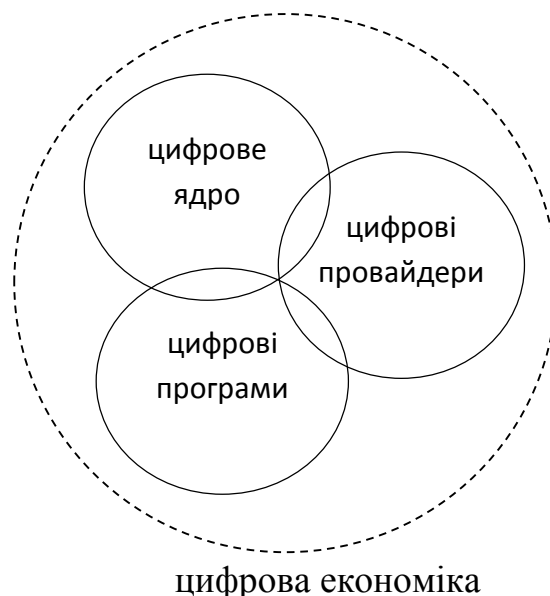 цифрове
ядро
цифрові
провайдери
цифрові
програми
цифрова економіка